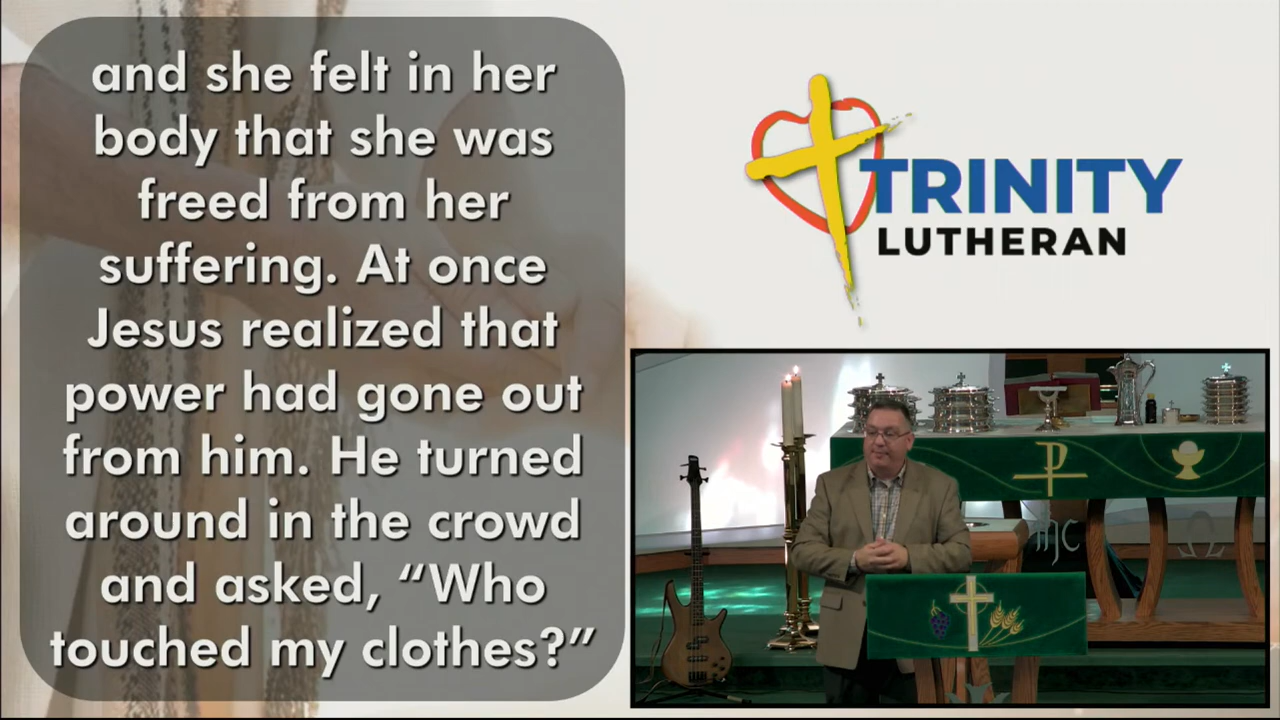 and she felt in her
body that she was
freed from her
suffering. At once
Jesus realized that
power had gone out
from him. He turned
around in the crowd
and asked, “Who
touched my clothes?”
TRINITY
LUTHERAN